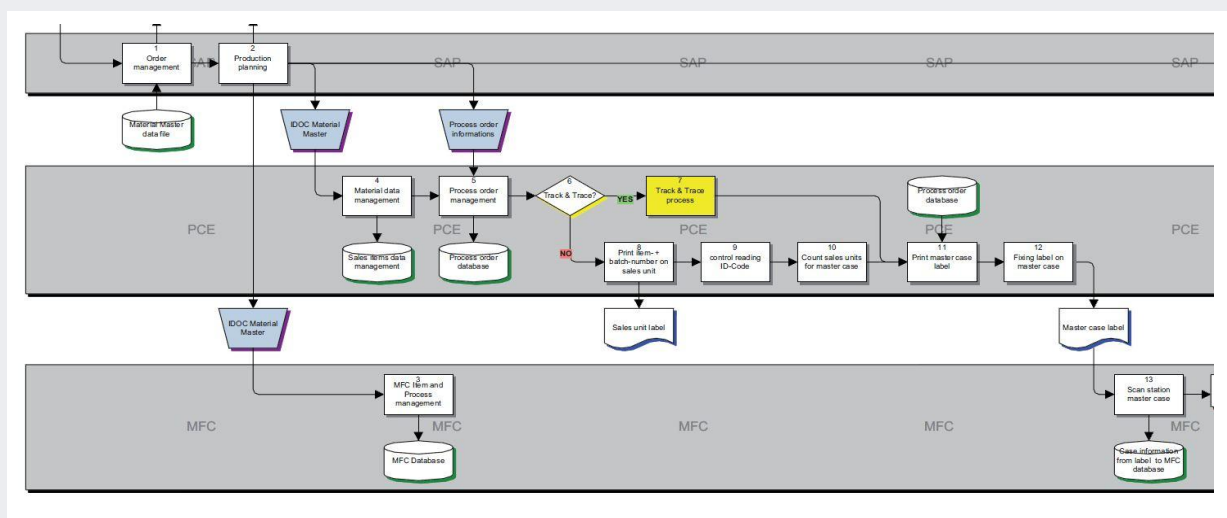 1
Order
management
2
Production
planning
SAP
SAP
SAP
SAP
SAP
Material Master
data file
IDOC Material
Master
Process order
informations
4
Material data
management
5
Process order
management
6
Track & Trace?
YES
7
Track & Trace
process
Process order
database
PCE
PCE
PCE
PCE
PCE
NO
Sales items data
management
Process order
database
8
Print item- +
batch-number on
sales unit
9
control reading
ID-Code
10
Count sales units
for master case
11
Print master case
label
12
Fixing label on
master case
IDOC Material
Master
Sales unit label
Master case label
3
MFC Item and
Process
management
13
Scan station
master case
MFC
MFC
MFC
MFC
MFC
MFC Database
Case information
from label to MFC
database